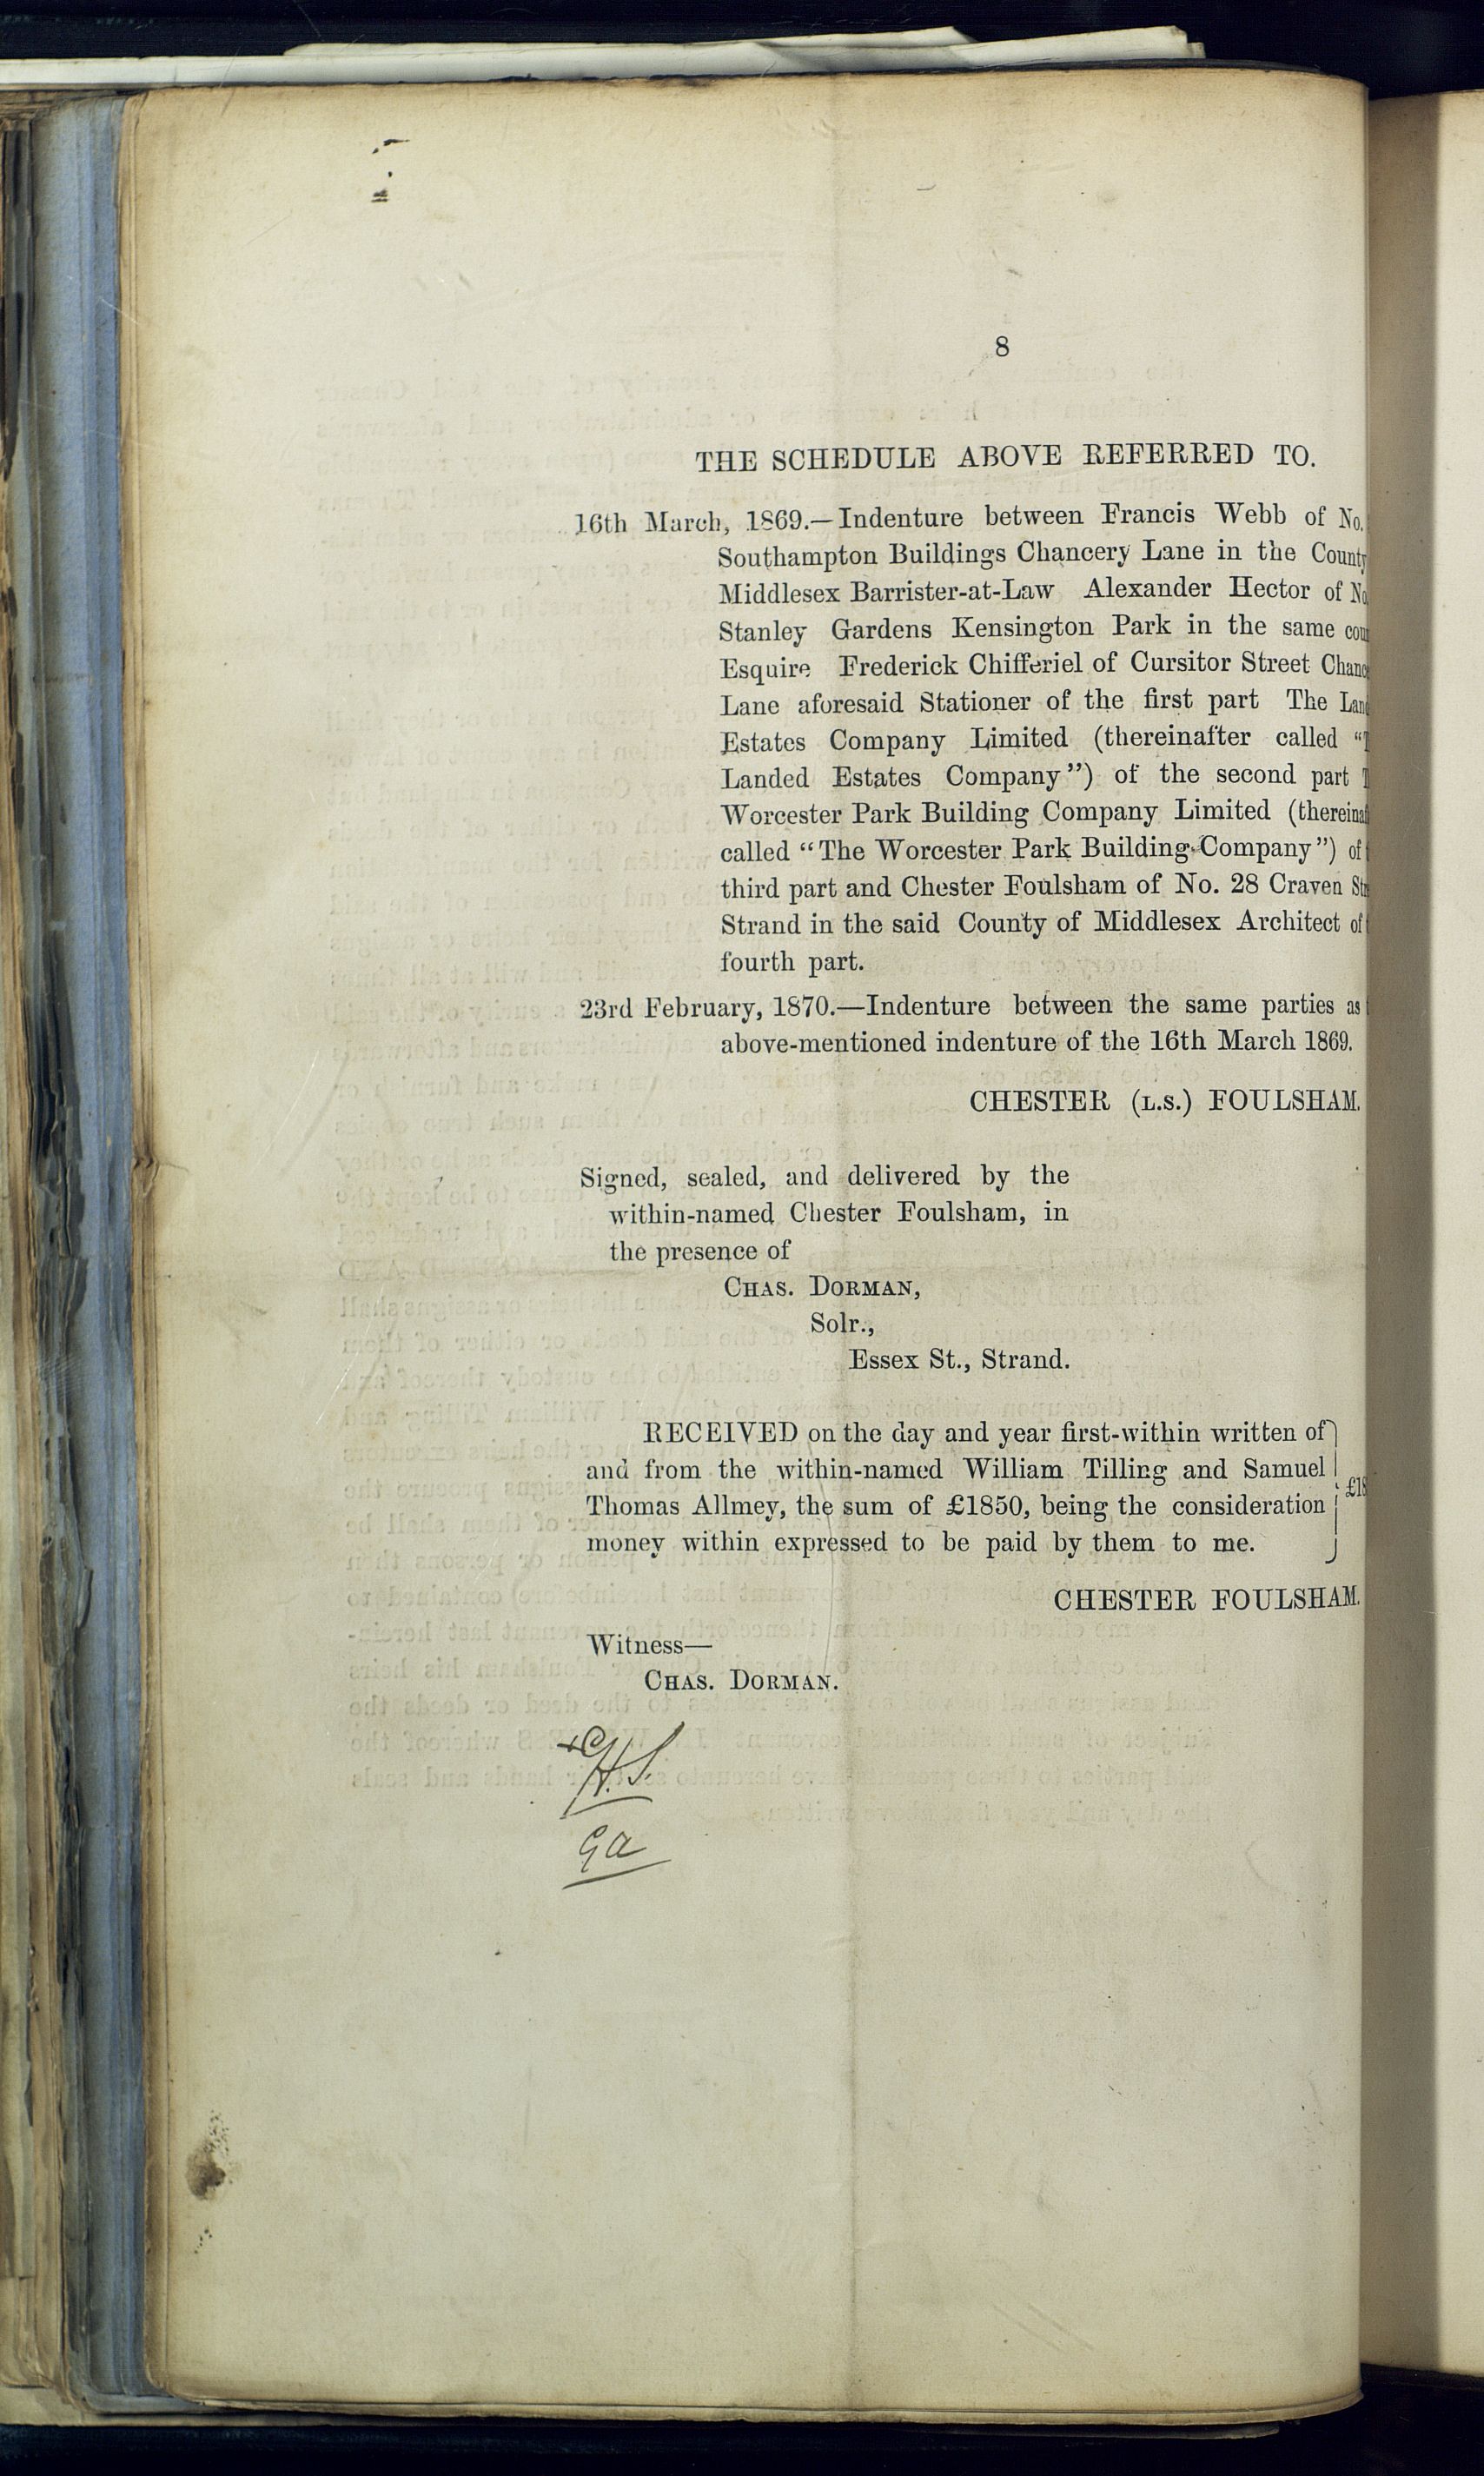 8
THE SCHEDULE ABOVE REFERRED TO.
16th March, 1869.—Indenture between Francis Webb of No.
Southampton Buildings Chancery Lane in the County
Middlesex Barrister-at-Law Alexander Hector of No
Stanley Gardens Kensington Park in the same
Esquire Frederick Chifferiel of Cursitor Street
Lane aforesaid Stationer of the first part The
Estates Company Limited (thereinafter called
Landed Estates Company”) of the second part
Worcester Park Building Company Limited
called “The Worcester Park Building Company”) of
third part and Chester Foulsham of No. 28 Craven
Strand in the said County of Middlesex Architect of
fourth part.
23rd February, 1870.—Indenture between the same parties as
above-mentioned indenture of the 16th March 1869.
CHESTER (L.S.) FOULSHAM.
Signed, sealed, and delivered by the
within-named Chester Foulsham, in
the presence of
CHAS. DORMAN,
Solr.,
Essex St., Strand.
RECEIVED on the day and year first-within written of
and from the within-named William Tilling and Samuel
Thomas Allmey, the sum of £1850, being the consideration
money within expressed to be paid by them to me.
CHESTER FOULSHAM.
Witness—
CHAS. DORMAN.